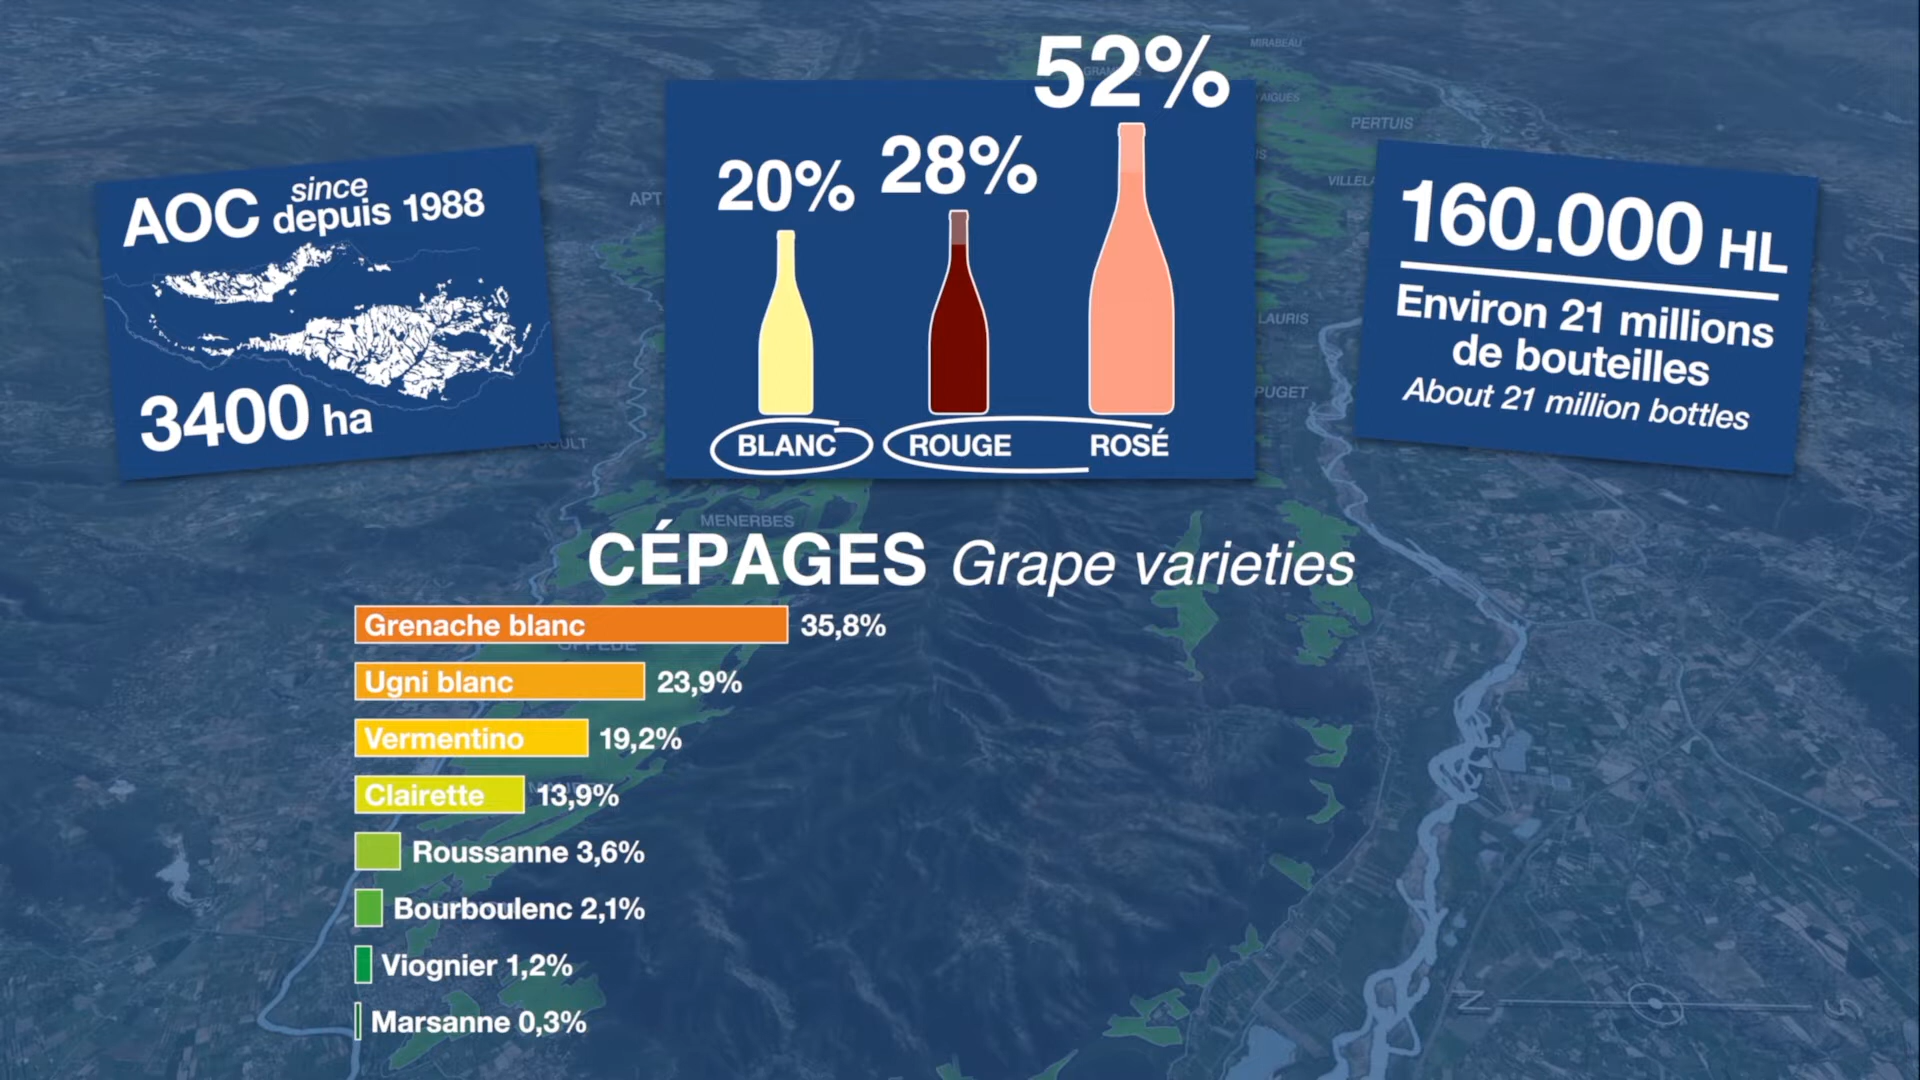 AOC since depuis 1988
3400 ha
20% 28% 52%
BLANC ROUGE ROSÉ
160.000 HL
Environ 21 millions
de bouteilles
About 21 million bottles
MIRABEAU
PERTUIS
APT
LAURIS
PUGET
MENERBES
CÉPAGES Grape varieties
Grenache blanc 35,8%
Ugni blanc 23,9%
Vermentino 19,2%
Clairette 13,9%
Roussanne 3,6%
Bourboulenc 2,1%
Viognier 1,2%
Marsanne 0,3%
N S